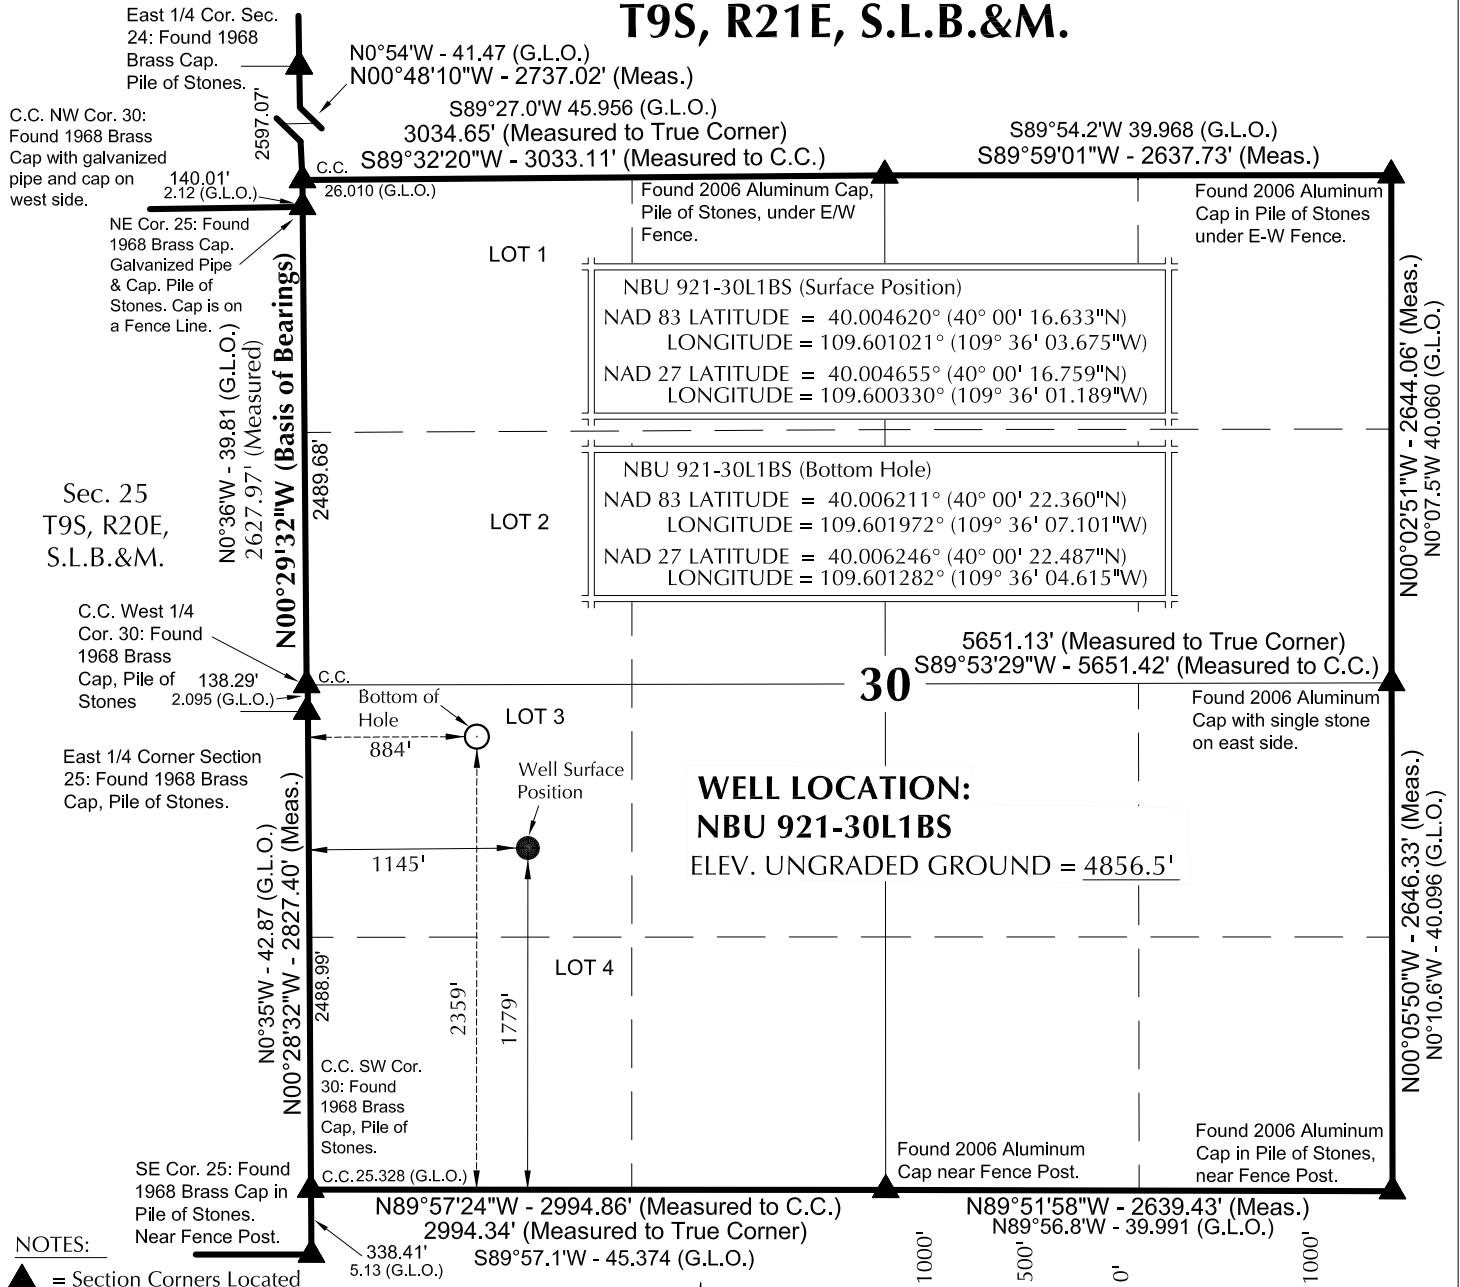 T9S, R21E, S.L.B.&M.
East 1/4 Cor. Sec.
24: Found 1968
Brass Cap.
Pile of Stones.
N0°54'W - 41.47 (G.L.O.)
N00°48'10"W - 2737.02' (Meas.)
2597.07'
C.C. NW Cor. 30:
Found 1968 Brass
Cap with galvanized
pipe and cap on
west side.
140.01'
2.12 (G.L.O.)
S89°27.0'W 45.956 (G.L.O.)
3034.65' (Measured to True Corner)
S89°32'20"W - 3033.11' (Measured to C.C.)
S89°54.2'W 39.968 (G.L.O.)
S89°59'01"W - 2637.73' (Meas.)
C.C.
26.010 (G.L.O.)
Found 2006 Aluminum Cap,
Pile of Stones, under E/W
Fence.
Found 2006 Aluminum
Cap in Pile of Stones
under E-W Fence.
NE Cor. 25: Found
1968 Brass Cap.
Galvanized Pipe
& Cap. Pile of
Stones. Cap is on
a Fence Line.
LOT 1
NBU 921-30L1BS (Surface Position)
NAD 83 LATITUDE = 40.004620° (40° 00' 16.633"N)
LONGITUDE = 109.601021° (109° 36' 03.675"W)
NAD 27 LATITUDE = 40.004655° (40° 00' 16.759"N)
LONGITUDE = 109.600330° (109° 36' 01.189"W)
N0°36'W - 39.81 (G.L.O.)
2627.97' (Measured)
N00°29'32"W (Basis of Bearings)
2489.68'
N00°02'51"W - 2644.06' (Meas.)
N0°07.5'W 40.060 (G.L.O.)
NBU 921-30L1BS (Bottom Hole)
NAD 83 LATITUDE = 40.006211° (40° 00' 22.360"N)
LONGITUDE = 109.601972° (109° 36' 07.101"W)
NAD 27 LATITUDE = 40.006246° (40° 00' 22.487"N)
LONGITUDE = 109.601282° (109° 36' 04.615"W)
Sec. 25
T9S, R20E,
S.L.B.&M.
LOT 2
C.C. West 1/4
Cor. 30: Found
1968 Brass
Cap, Pile of
Stones
138.29'
2.095 (G.L.O.)
C.C.
5651.13' (Measured to True Corner)
S89°53'29"W - 5651.42' (Measured to C.C.)
30
Found 2006 Aluminum
Cap with single stone
on east side.
Bottom of
Hole
LOT 3
884'
East 1/4 Corner Section
25: Found 1968 Brass
Cap, Pile of Stones.
Well Surface
Position
WELL LOCATION:
NBU 921-30L1BS
ELEV. UNGRADED GROUND = 4856.5'
1145'
N0°35'W - 42.87 (G.L.O.)
N00°28'32"W - 2827.40' (Meas.)
2488.99'
2359'
1779'
LOT 4
N00°05'50"W - 2646.33' (Meas.)
N0°10.6'W - 40.096 (G.L.O.)
C.C. SW Cor.
30: Found
1968 Brass
Cap, Pile of
Stones.
Found 2006 Aluminum
Cap near Fence Post.
Found 2006 Aluminum
Cap in Pile of Stones,
near Fence Post.
SE Cor. 25: Found
1968 Brass Cap in
Pile of Stones.
Near Fence Post.
C.C. 25.328 (G.L.O.)
N89°57'24"W - 2994.86' (Measured to C.C.)
2994.34' (Measured to True Corner)
S89°57.1'W - 45.374 (G.L.O.)
N89°51'58"W - 2639.43' (Meas.)
N89°56.8'W - 39.991 (G.L.O.)
338.41'
5.13 (G.L.O.)
1000'
500'
0'
1000'
NOTES:
= Section Corners Located